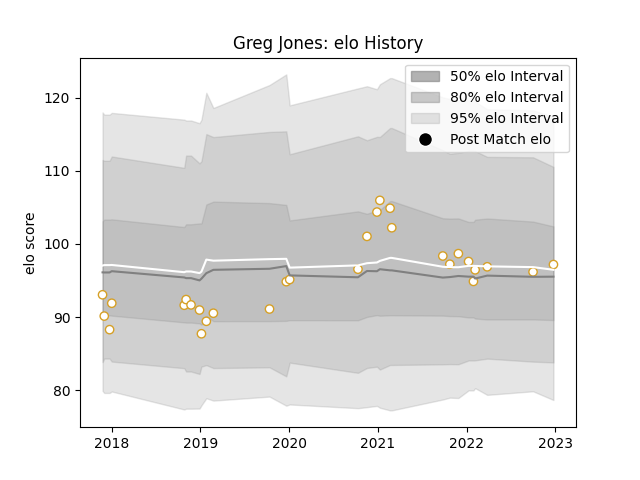 Greg Jones: elo History
50% elo Interval
80% elo Interval
95% elo Interval
Post Match elo
elo score
120
110
100
90
80
2018 2019 2020 2021 2022 2023